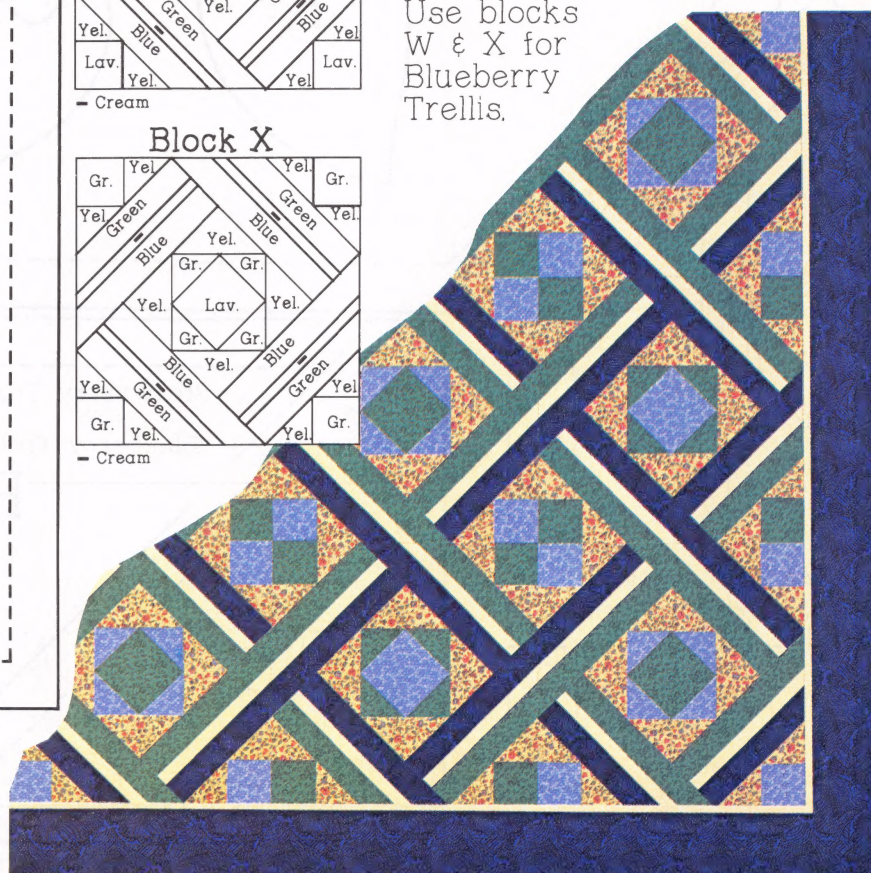 Yel.
Green
Blue
Yel.
Blue
Yel
Lav.
Lav.
Yel.
Yel
– Cream
Use blocks
W & X for
Blueberry
Trellis.
Block X
Gr.
Yel
Yel.
Gr.
Yel.
Green
Blue
Blue
Green
Yel.
Yel.
Gr.
Gr.
Yel.
Lav.
Yel.
Gr.
Gr.
Yel.
Blue
Green
Blue
Green
Yel.
Yel
Gr.
Yel.
Yel.
Gr.
– Cream